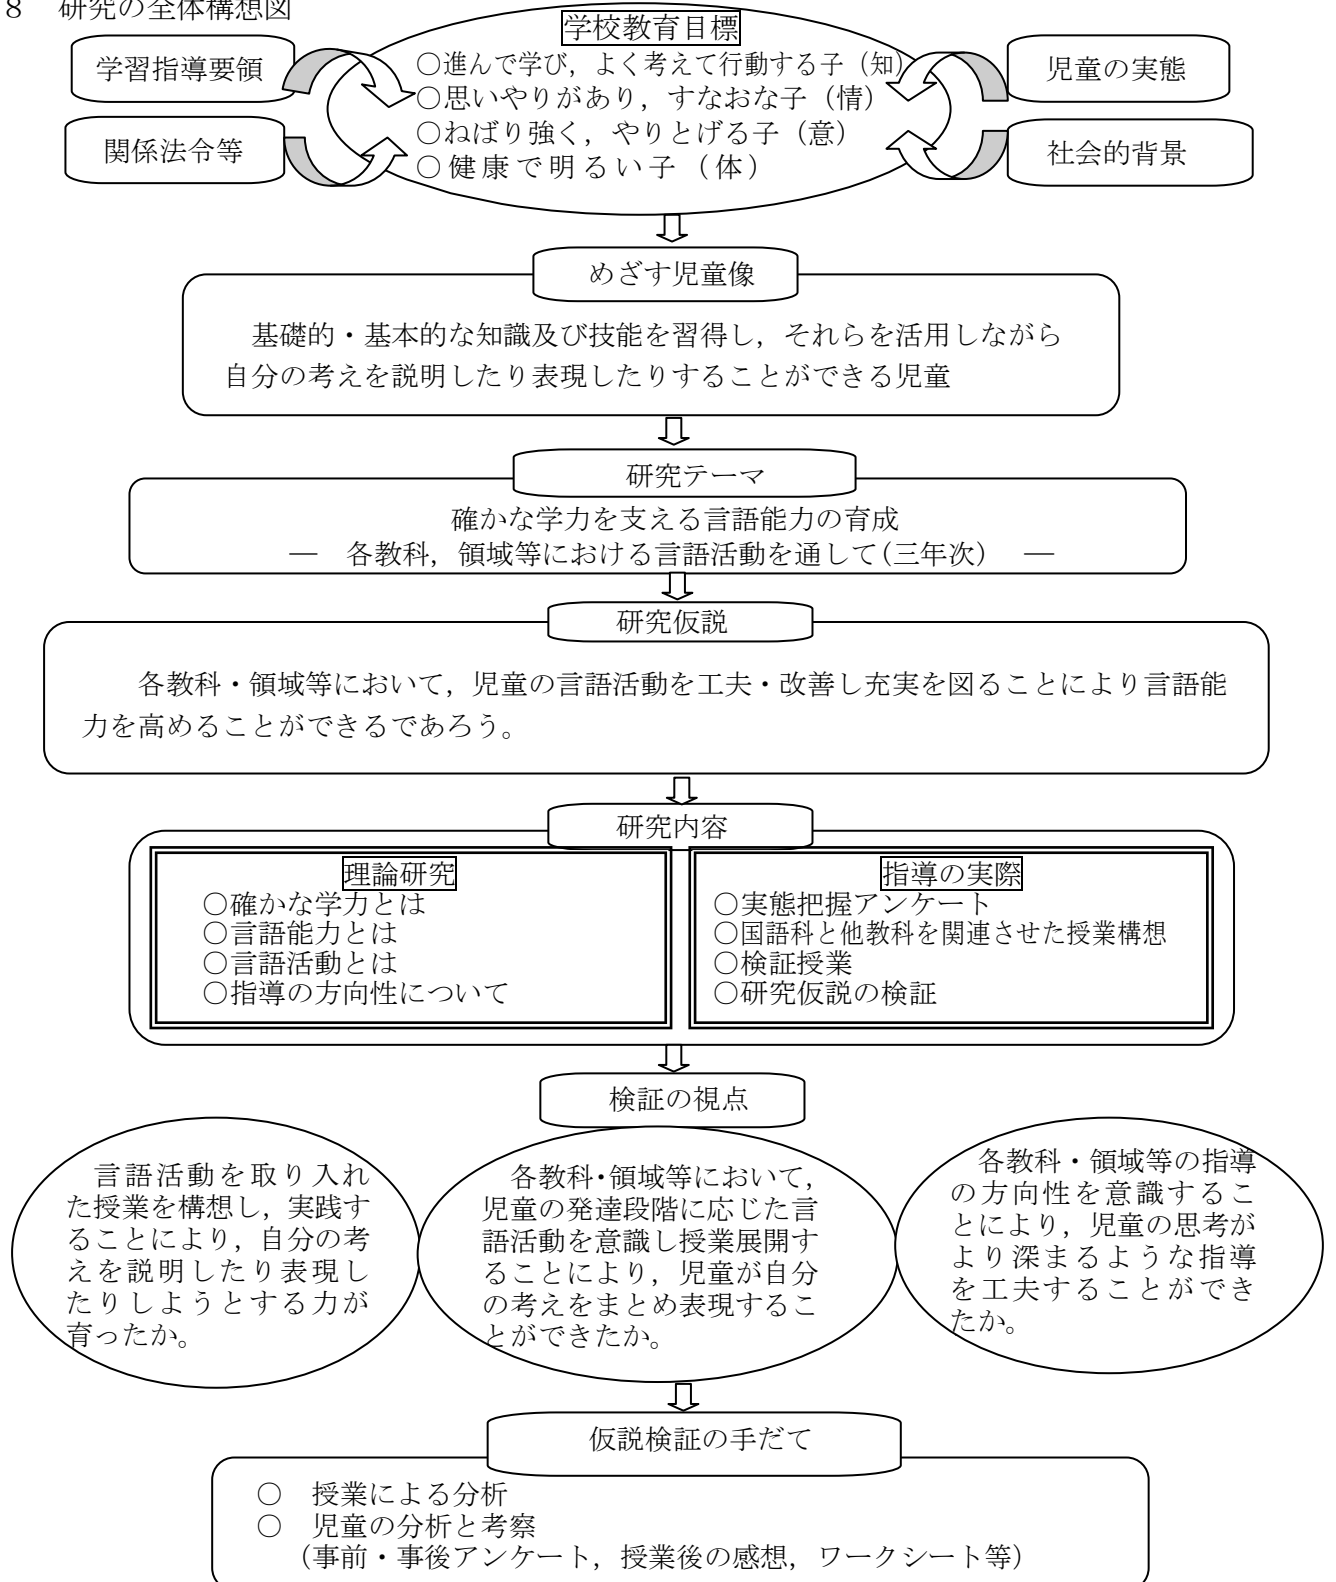 8　研究の全体構想図
学校教育目標
○進んで学び，よく考えて行動する子（知）
○思いやりがあり，すなおな子（情）
○ねばり強く，やりとげる子（意）
○健康で明るい子（体）
学習指導要領
関係法令等
児童の実態
社会的背景
めざす児童像
基礎的・基本的な知識及び技能を習得し，それらを活用しながら
自分の考えを説明したり表現したりすることができる児童
研究テーマ
確かな学力を支える言語能力の育成
―　各教科，領域等における言語活動を通して（三年次）　―
研究仮説
各教科・領域等において，児童の言語活動を工夫・改善し充実を図ることにより言語能
力を高めることができるであろう。
研究内容
理論研究
○確かな学力とは
○言語能力とは
○言語活動とは
○指導の方向性について
指導の実際
○実態把握アンケート
○国語科と他教科を関連させた授業構想
○検証授業
○研究仮説の検証
検証の視点
言語活動を取り入れ
た授業を構想し，実践す
ることにより，自分の考
えを説明したり表現し
たりしようとする力が
育ったか。
各教科・領域等において，
児童の発達段階に応じた言
語活動を意識し授業展開す
ることにより，児童が自分
の考えをまとめ表現するこ
とができたか。
各教科・領域等の指導
の方向性を意識するこ
とにより，児童の思考が
より深まるような指導
を工夫することができ
たか。
仮説検証の手だて
○　授業による分析
○　児童の分析と考察
（事前・事後アンケート，授業後の感想，ワークシート等）